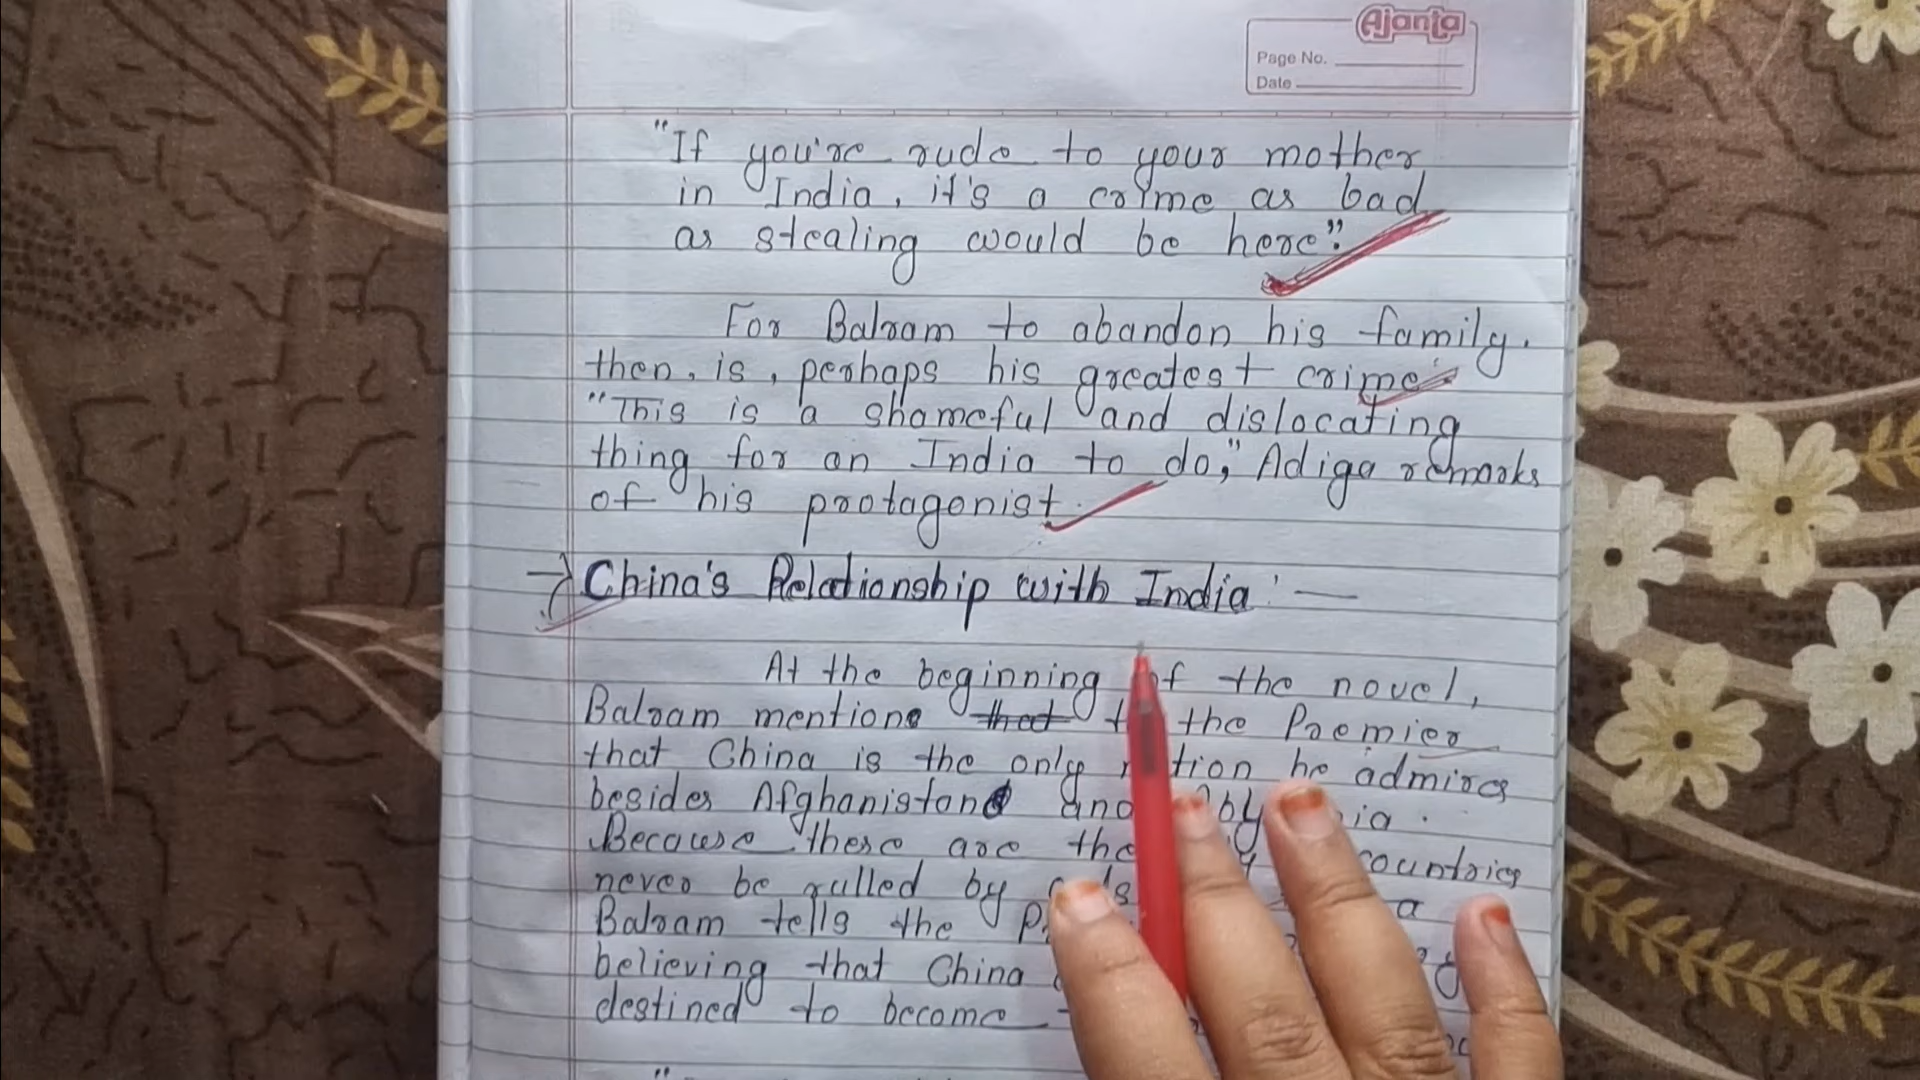 Ajanta
Page No.
Date
"If you're rude to your mother
in India, it's a crime as bad
as stealing would be here".
For Balram to abandon his family.
then, is, perhaps his greatest crime
"This is a shameful and dislocating
thing for an India to do," Adiga remarks
of his protagonist.
China's Relationship with India :-
At the beginning of the novel,
Balram mentions that the Premier
that China is the only nation he admires
besides Afghanistan and
Because these are the countries
never be rulled by
Balram tells the a
believing that China
destined to become